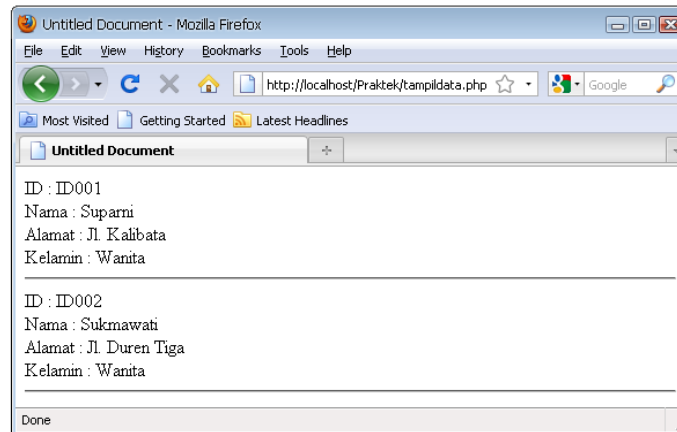 Untitled Document - Mozilla Firefox
File Edit View History Bookmarks Tools Help
http://localhost/Praktek/tampildata.php Google
Most Visited Getting Started Latest Headlines
Untitled Document
ID : ID001
Nama : Suparni
Alamat : Jl. Kalibata
Kelamin : Wanita
ID : ID002
Nama : Sukmawati
Alamat : Jl. Duren Tiga
Kelamin : Wanita
Done